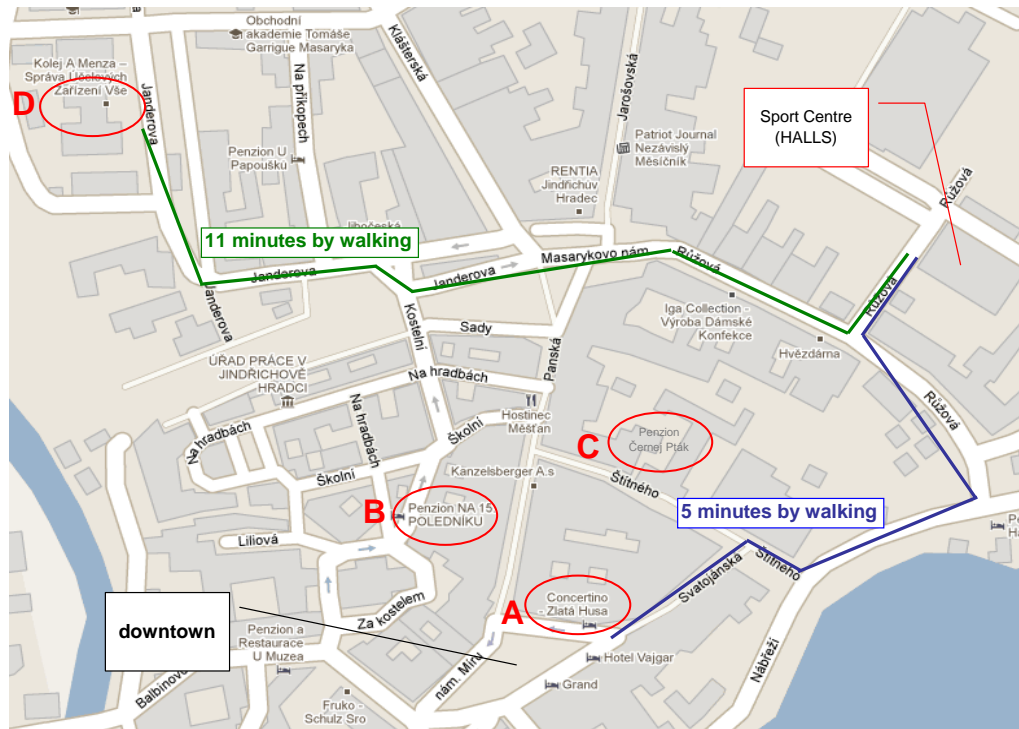 Obchodní
akademie Tomáše
Garrigue Masaryka
Klášterská
Kolej A Menza –
Správa Účelových
Zařízení Vše
D
Janderova
Na příkopech
Jarošovská
Sport Centre
(HALLS)
Patriot Journal
Nezávislý
Měsíčník
Penzion U
Papoušků
RENTIA
Jindřichův
Hradec
Růžová
11 minutes by walking
Masarykovo nám
Růžová
Janderova
Janderova
Růžová
Janderova
Iga Collection -
Výroba Dámské
Konfekce
Kostelní
Sady
Hvězdárna
Panská
ÚŘAD PRÁCE V
JINDŘICHOVĚ
HRADCI
Na hradbách
Růžová
Hostinec
Měšťan
Na hradbách
Na hradbách
Školní
C
Penzion
Černej Pták
Školní
Kanzelsberger A.s
Štítného
B
Penzion NA 15
POLEDNÍKU
5 minutes by walking
Liliová
Štítného
Svatojánská
A
Concertino
- Zlatá Husa
Za kostelem
downtown
Penzion a
Restaurace
U Muzea
Hotel Vajgar
Nábřeží
nám. Míru
Grand
Balbínovo
Fruko -
Schulz Sro